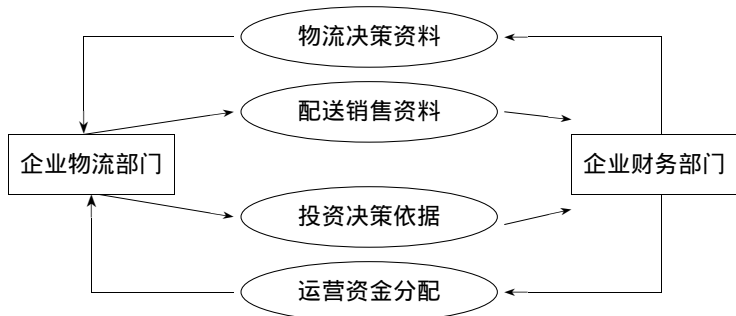 物流决策资料
配送销售资料
企业物流部门
企业财务部门
投资决策依据
运营资金分配